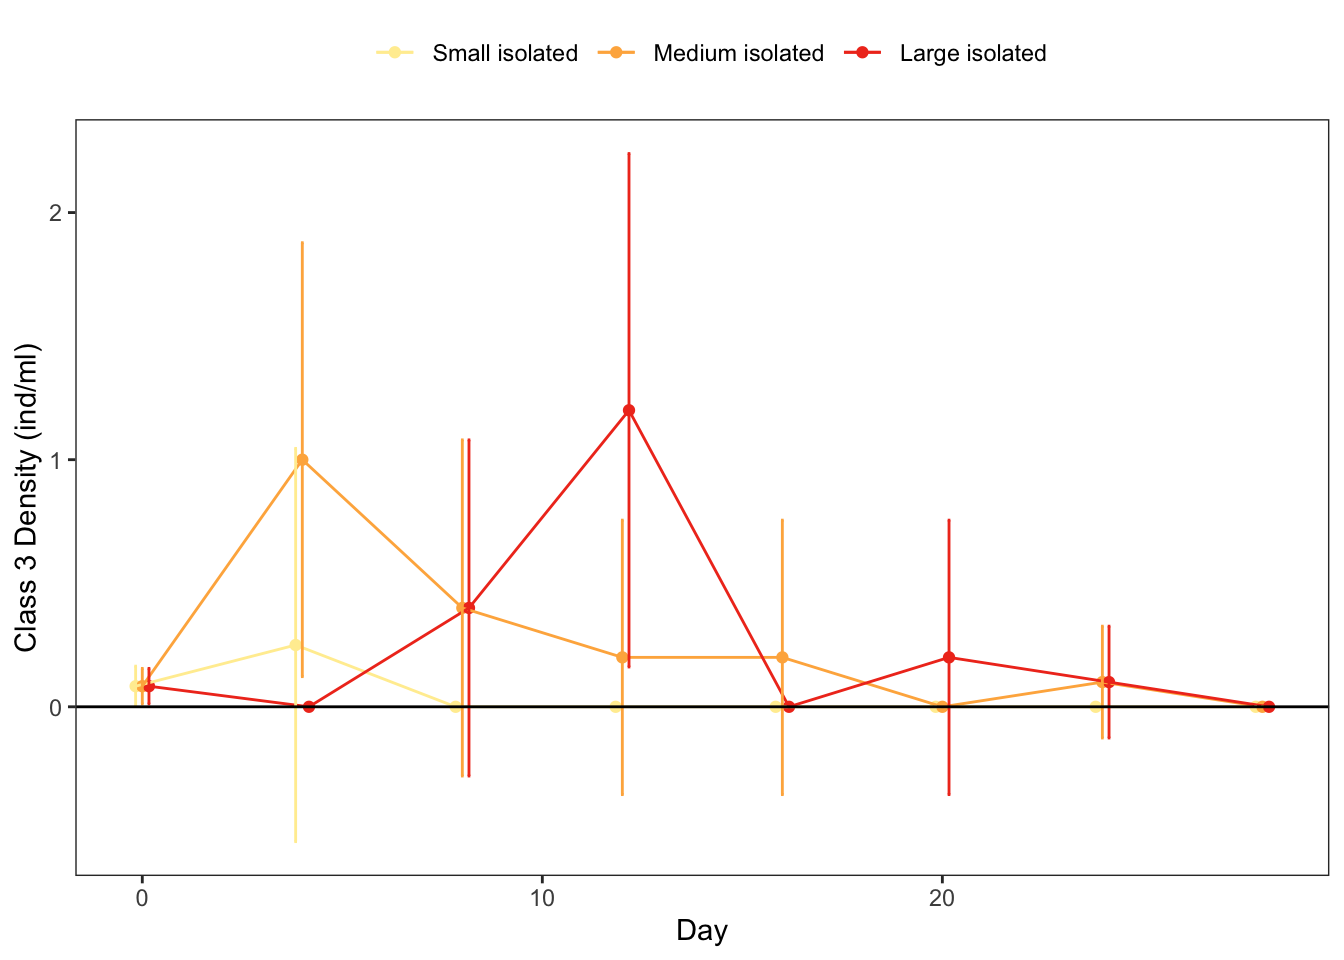 Small isolated Medium isolated Large isolated
Class 3 Density (ind/ml)
2
1
0
0 10 20
Day